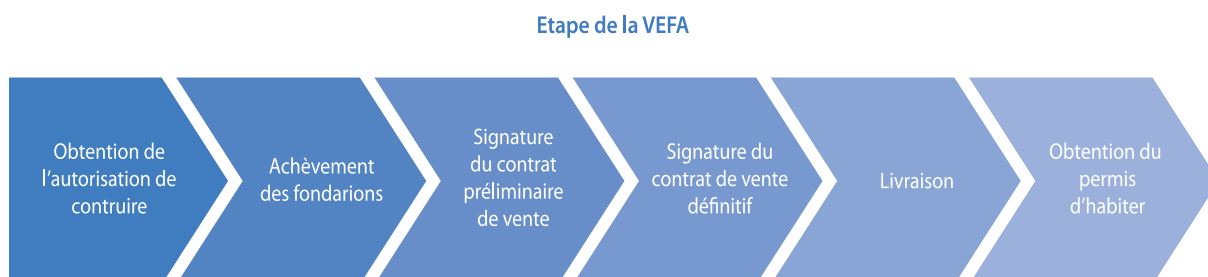 Etape de la VEFA
Obtention de
l'autorisation de
contruire
Achèvement
des fondarions
Signature
du contrat
préliminaire
de vente
Signature du
contrat de vente
définitif
Livraison
Obtention du
permis
d'habiter